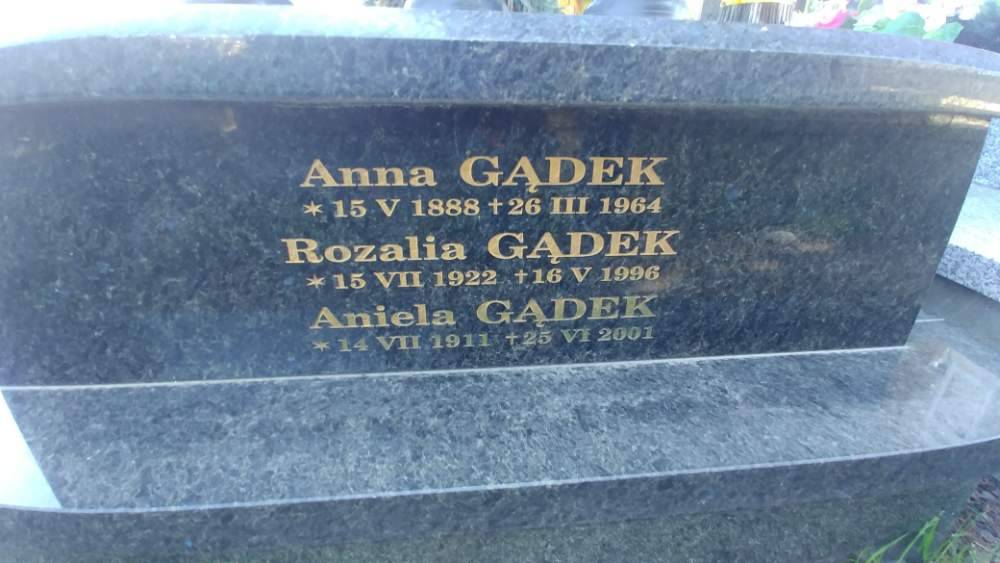 Anna GĄDEK
* 15 V 1888 † 26 III 1964
Rozalia GĄDEK
* 15 VII 1922 † 16 V 1996
Aniela GĄDEK
* 14 VII 1911 † 25 VI 2001